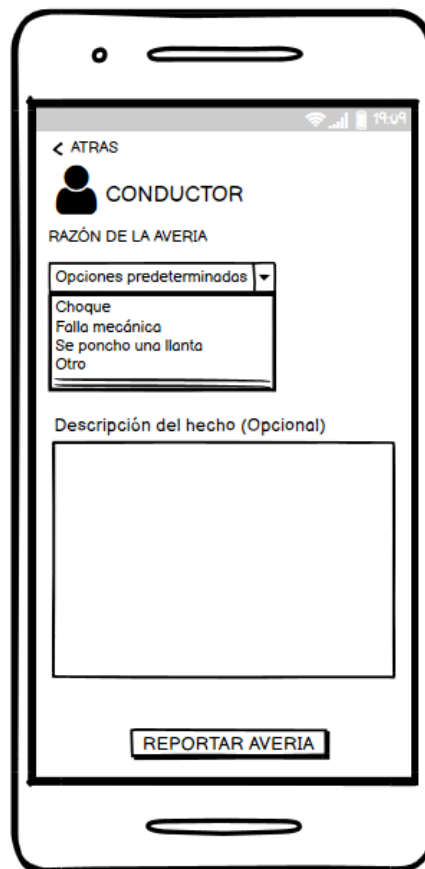 19:09
< ATRAS
CONDUCTOR
RAZÓN DE LA AVERIA
Opciones predeterminadas
Choque
Falla mecánica
Se poncho una llanta
Otro
Descripción del hecho (Opcional)
REPORTAR AVERIA